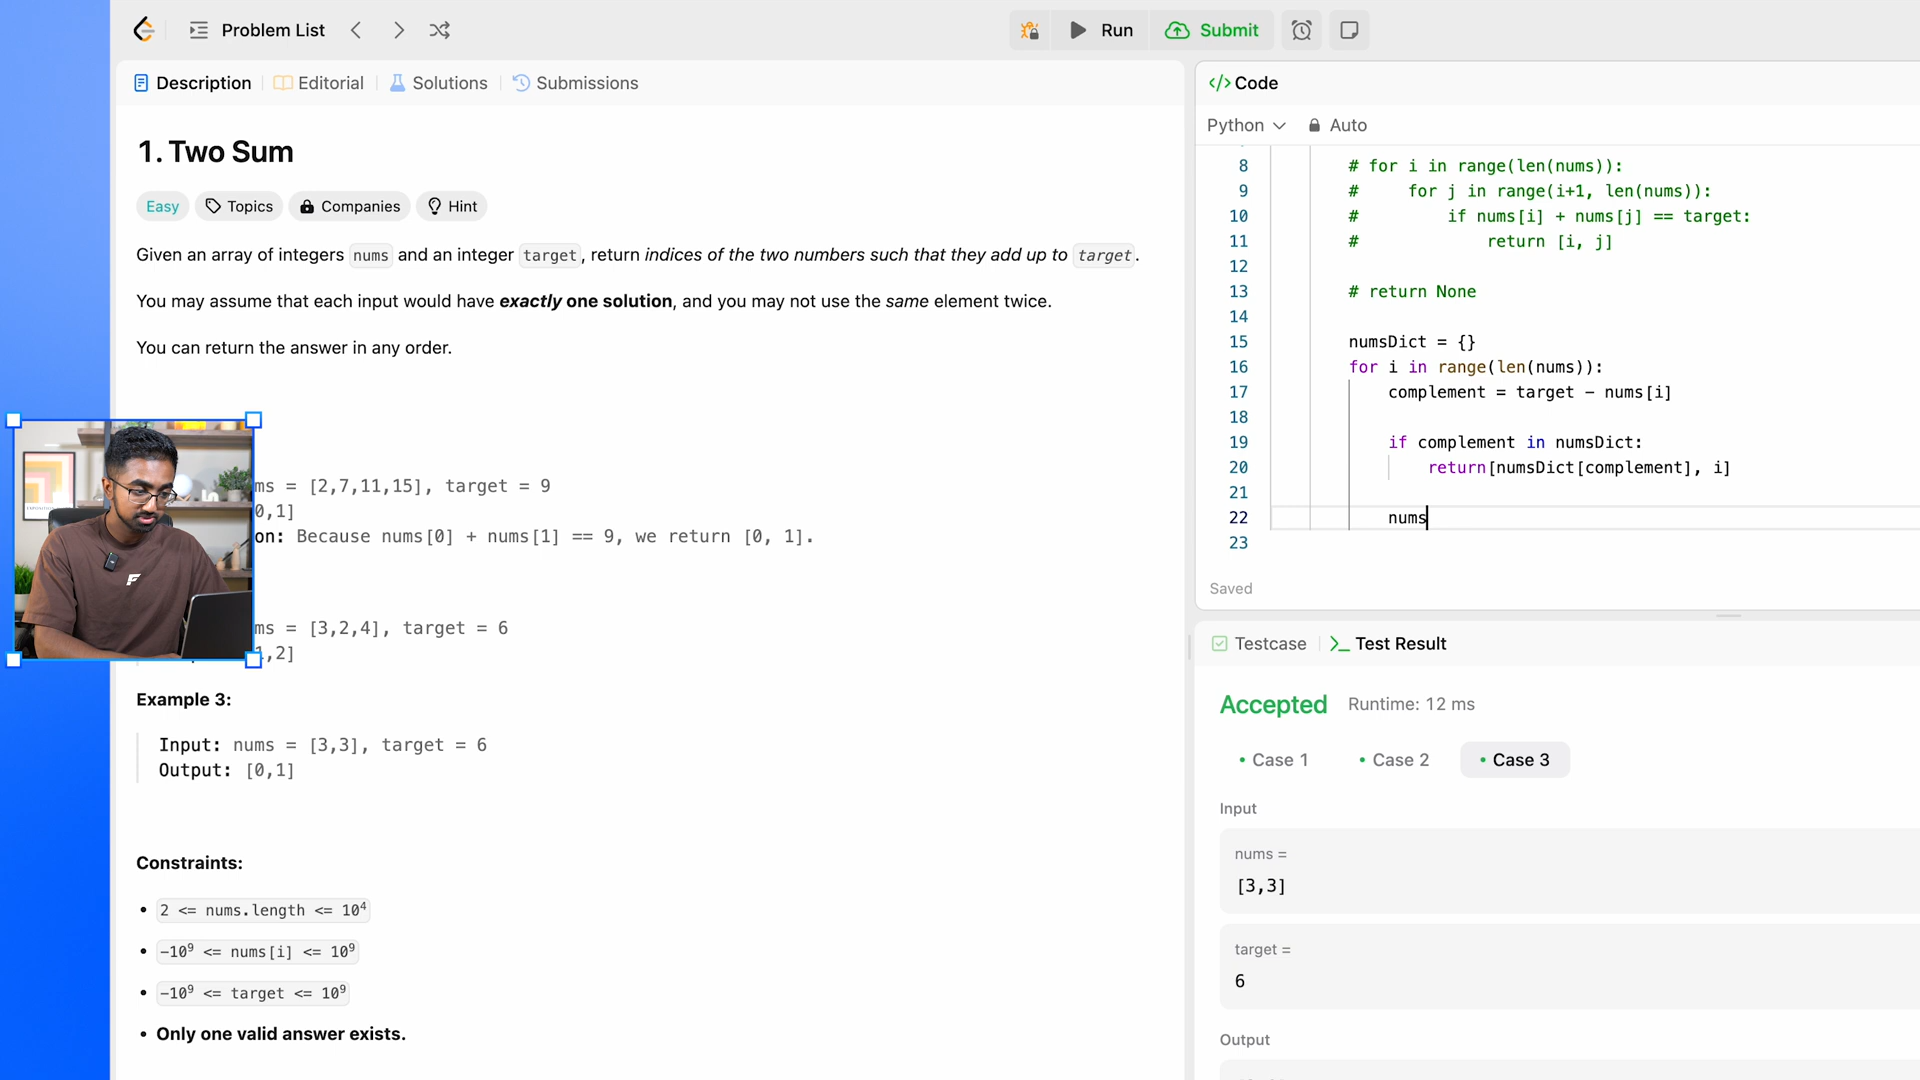 Problem List
Run
Submit
Description
Editorial
Solutions
Submissions
1. Two Sum
Easy
Topics
Companies
Hint
Given an array of integers nums and an integer target, return indices of the two numbers such that they add up to target.
You may assume that each input would have exactly one solution, and you may not use the same element twice.
You can return the answer in any order.
ms = [2,7,11,15], target = 9
0,1]
on: Because nums[0] + nums[1] == 9, we return [0, 1].
ms = [3,2,4], target = 6
,2]
Example 3:
Input: nums = [3,3], target = 6
Output: [0,1]
Constraints:
• 2 <= nums.length <= 10⁴
• -10⁹ <= nums[i] <= 10⁹
• -10⁹ <= target <= 10⁹
• Only one valid answer exists.
</> Code
Python
Auto
8 # for i in range(len(nums)):
9 #     for j in range(i+1, len(nums)):
10 #         if nums[i] + nums[j] == target:
11 #             return [i, j]
12
13 # return None
14
15 numsDict = {}
16 for i in range(len(nums)):
17     complement = target - nums[i]
18
19     if complement in numsDict:
20         return[numsDict[complement], i]
21
22     nums
23
Saved
Testcase
>_ Test Result
Accepted
Runtime: 12 ms
• Case 1
• Case 2
• Case 3
Input
nums =
[3,3]
target =
6
Output